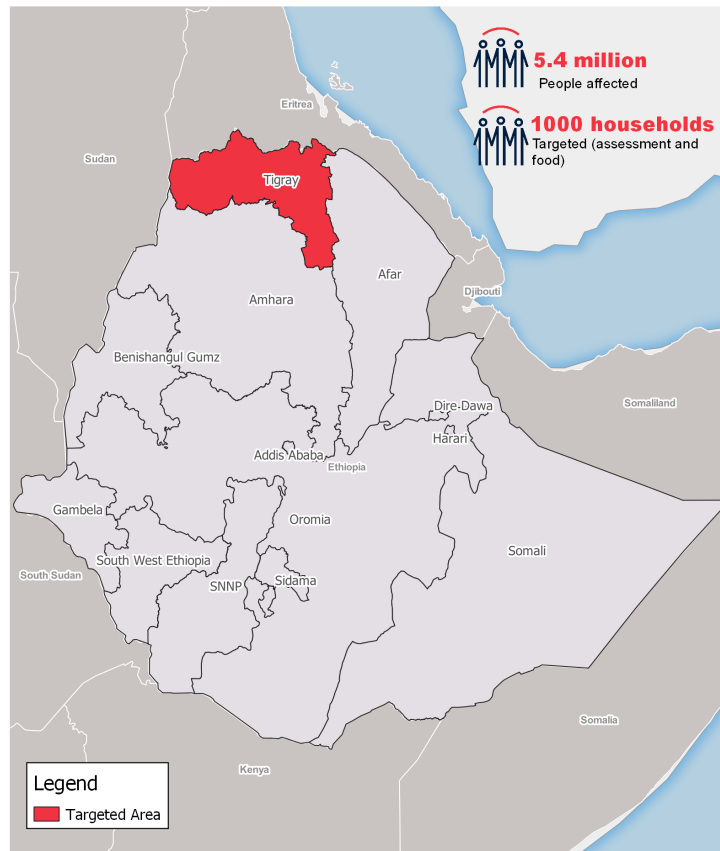 5.4 million
People affected
1000 households
Targeted (assessment and
food)
Eritrea
Sudan
Tigray
Afar
Amhara
Djibouti
Benishangul Gumz
Somaliland
Dire-Dawa
Harari
Addis Ababa
Ethiopia
Gambela
Oromia
Somali
South West Ethiopia
South Sudan
SNNP
Sidama
Somalia
Kenya
Legend
Targeted Area